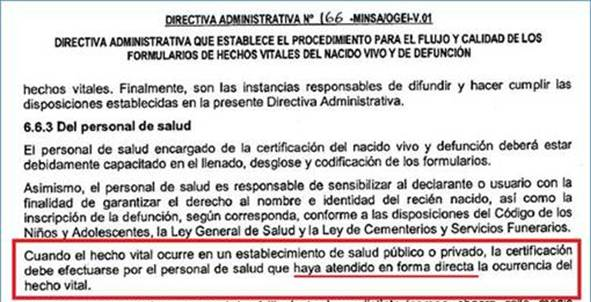 DIRECTIVA ADMINISTRATIVA Nº 166 -MINSA/OGEI-V.01
DIRECTIVA ADMINISTRATIVA QUE ESTABLECE EL PROCEDIMIENTO PARA EL FLUJO Y CALIDAD DE LOS
FORMULARIOS DE HECHOS VITALES DEL NACIDO VIVO Y DE DEFUNCIÓN
hechos vitales. Finalmente, son las instancias responsables de difundir y hacer cumplir las
disposiciones establecidas en la presente Directiva Administrativa.
6.6.3 Del personal de salud
El personal de salud encargado de la certificación del nacido vivo y defunción deberá estar
debidamente capacitado en el llenado, desglose y codificación de los formularios.
Asimismo, el personal de salud es responsable de sensibilizar al declarante o usuario con la
finalidad de garantizar el derecho al nombre e identidad del recién nacido, así como la
inscripción de la defunción, según corresponda, conforme a las disposiciones del Código de los
Niños y Adolescentes, la Ley General de Salud y la Ley de Cementerios y Servicios Funerarios.
Cuando el hecho vital ocurre en un establecimiento de salud público o privado, la certificación
debe efectuarse por el personal de salud que haya atendido en forma directa la ocurrencia del
hecho vital.